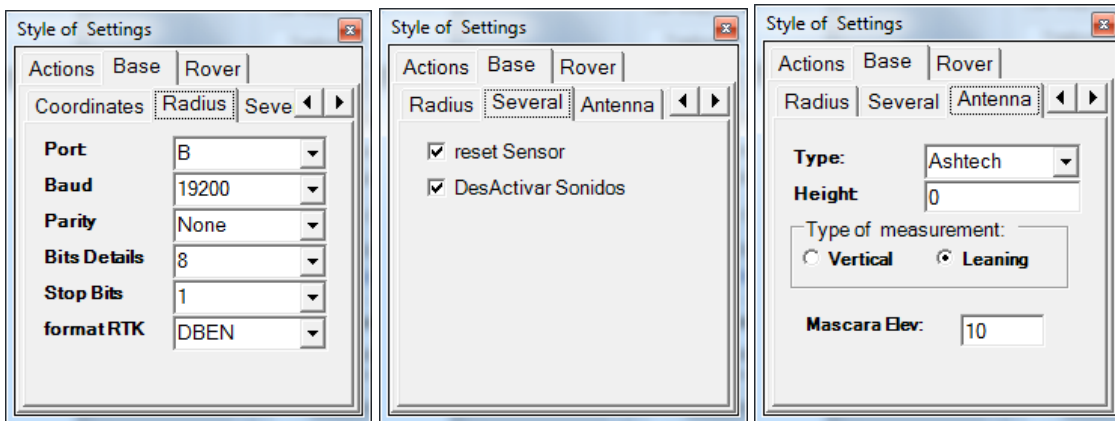 Style of Settings
Actions Base Rover
Coordinates Radius Seve
Port:
B
Baud
19200
Parity
None
Bits Details
8
Stop Bits
1
format RTK
DBEN
Style of Settings
Actions Base Rover
Radius Several Antenna
reset Sensor
DesActivar Sonidos
Style of Settings
Actions Base Rover
Radius Several Antenna
Type:
Ashtech
Height:
0
Type of measurement:
Vertical Leaning
Mascara Elev:
10